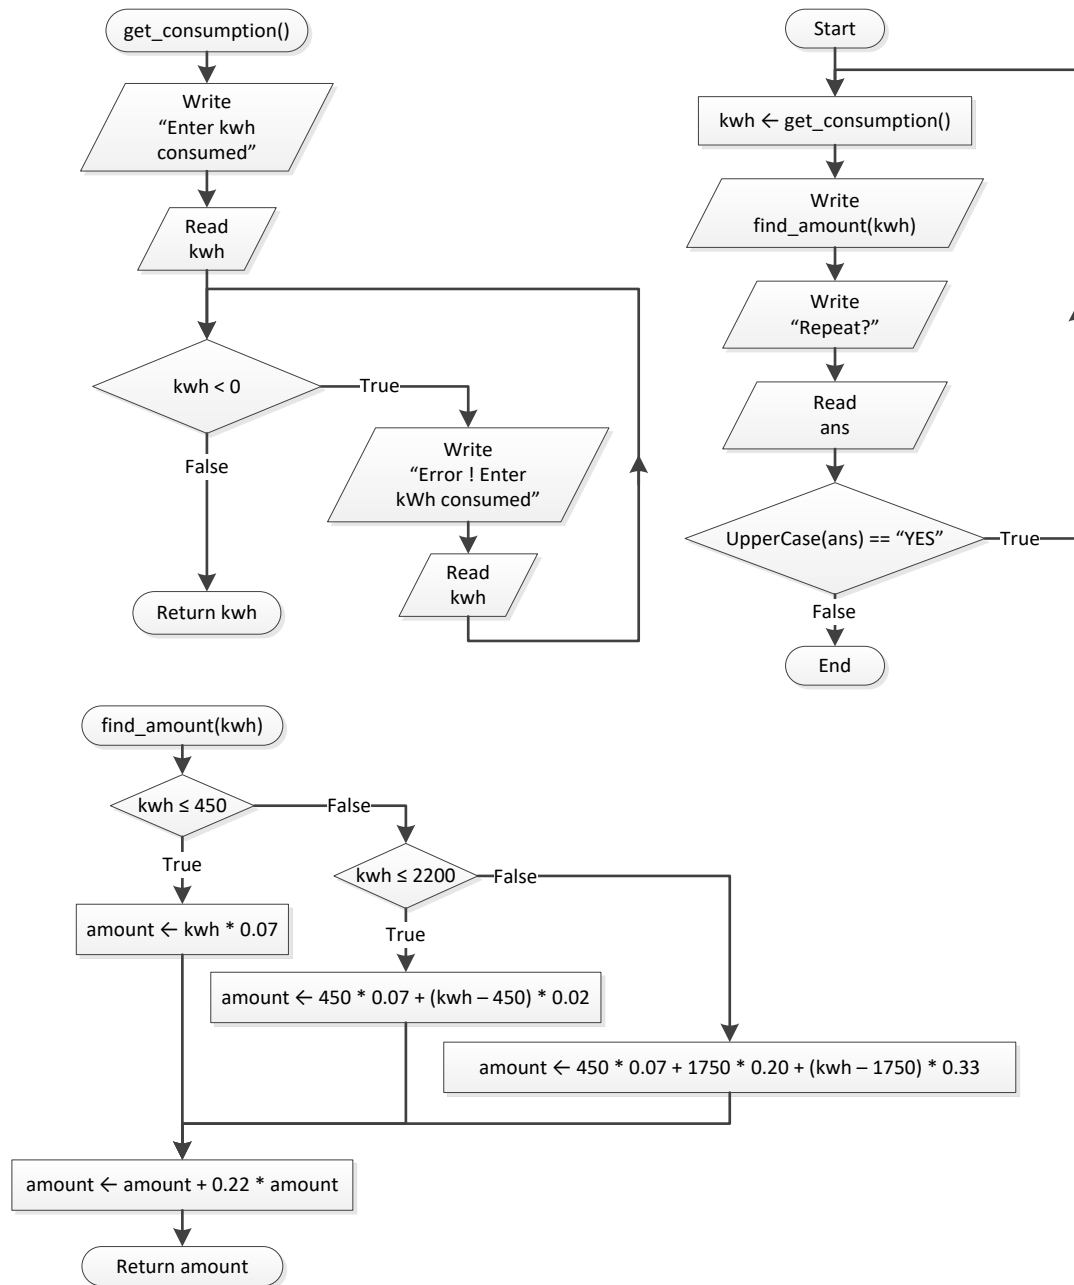 get_consumption()
Write
“Enter kwh
consumed”
Read
kwh
kwh < 0
True
False
Write
“Error ! Enter
kWh consumed”
Read
kwh
Return kwh
Start
kwh ← get_consumption()
Write
find_amount(kwh)
Write
“Repeat?”
Read
ans
UpperCase(ans) == “YES”
True
False
End
find_amount(kwh)
kwh ≤ 450
False
True
kwh ≤ 2200
False
True
amount ← kwh * 0.07
amount ← 450 * 0.07 + (kwh – 450) * 0.02
amount ← 450 * 0.07 + 1750 * 0.20 + (kwh – 1750) * 0.33
amount ← amount + 0.22 * amount
Return amount